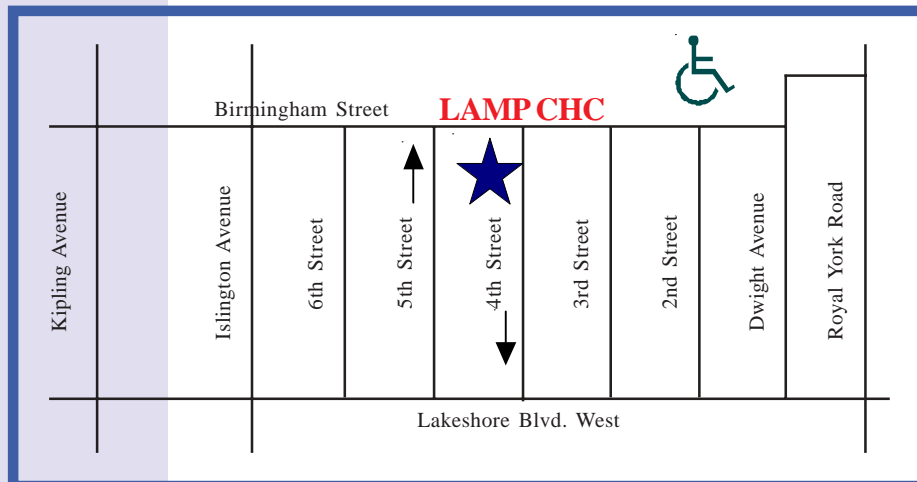 Birmingham Street
LAMP CHC
Kipling Avenue
Islington Avenue
6th Street
5th Street
4th Street
3rd Street
2nd Street
Dwight Avenue
Royal York Road
Lakeshore Blvd. West